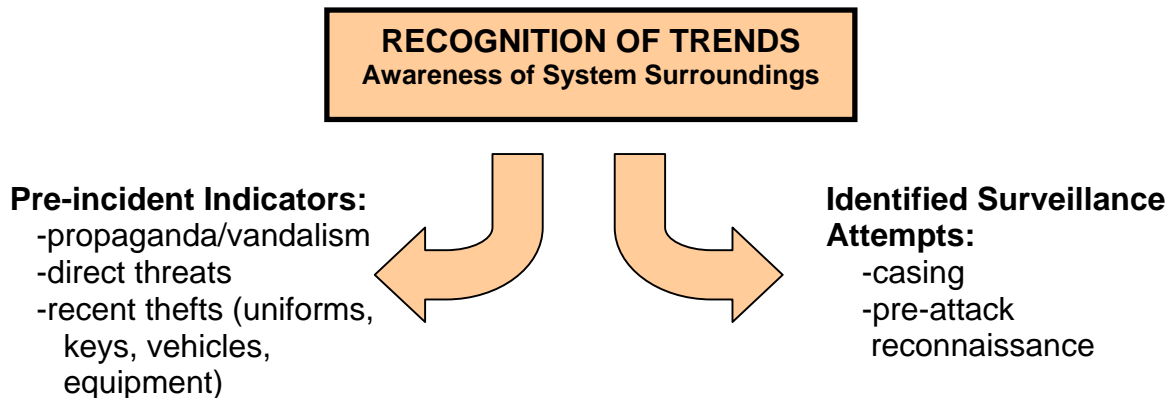 RECOGNITION OF TRENDS
Awareness of System Surroundings
Pre-incident Indicators:
-propaganda/vandalism
-direct threats
-recent thefts (uniforms,
keys, vehicles,
equipment)
Identified Surveillance
Attempts:
-casing
-pre-attack
reconnaissance